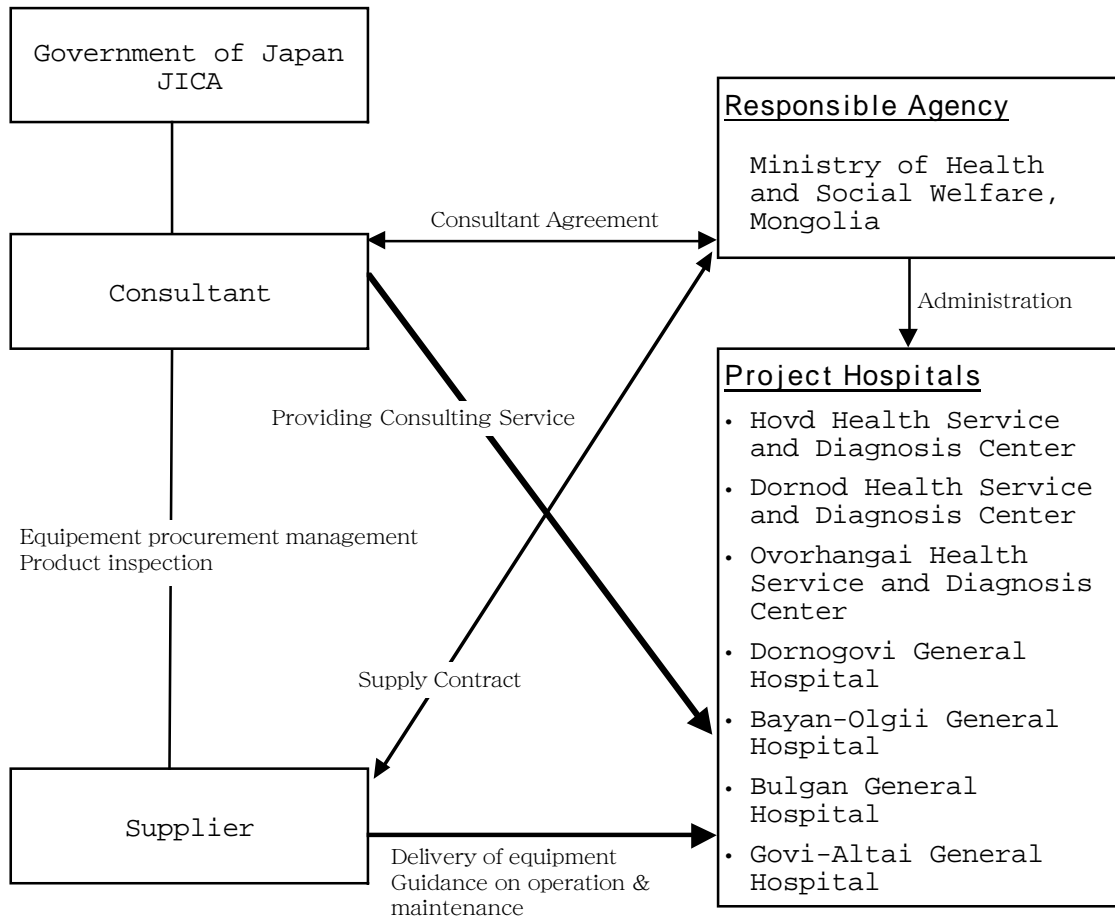 Government of Japan
JICA
Responsible Agency
Ministry of Health
and Social Welfare,
Mongolia
Consultant Agreement
Consultant
Administration
Project Hospitals
• Hovd Health Service
and Diagnosis Center
• Dornod Health Service
and Diagnosis Center
• Ovorhangai Health
Service and Diagnosis
Center
• Dornogovi General
Hospital
• Bayan-Olgii General
Hospital
• Bulgan General
Hospital
• Govi-Altai General
Hospital
Providing Consulting Service
Equipement procurement management
Product inspection
Supply Contract
Supplier
Delivery of equipment
Guidance on operation &
maintenance